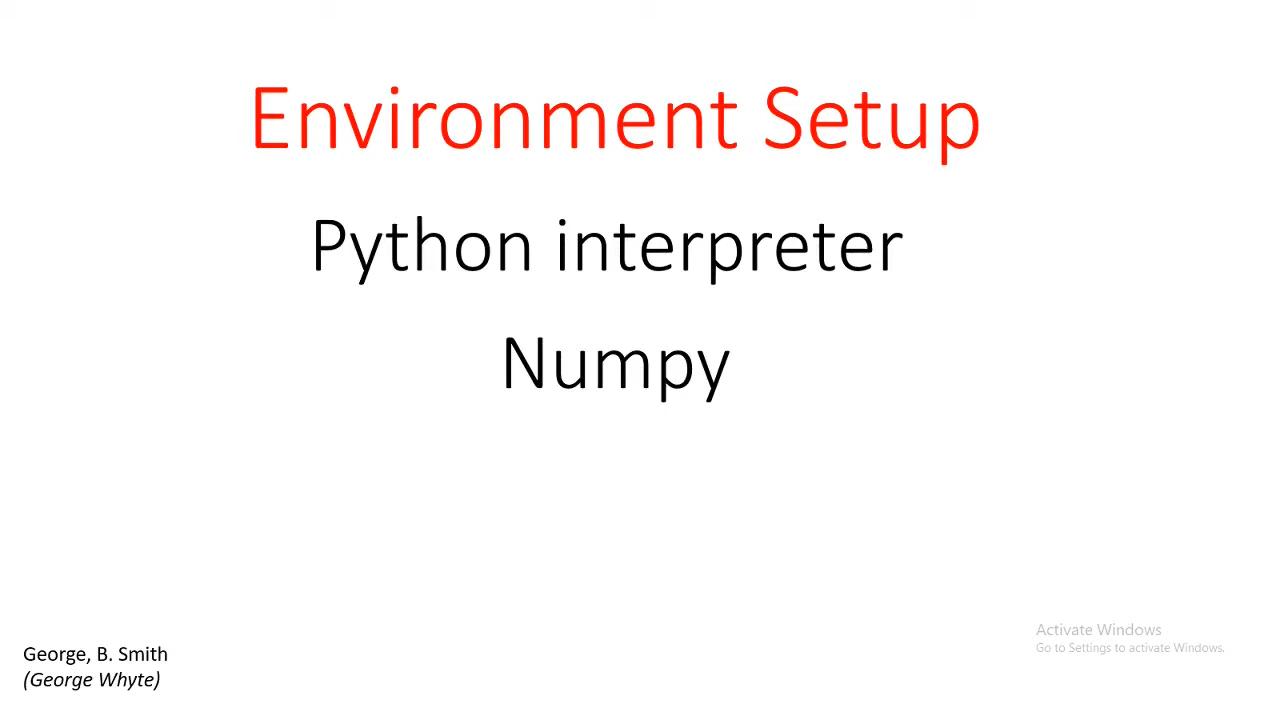 Environment Setup
Python interpreter
Numpy
George, B. Smith
(George Whyte)
Activate Windows
Go to Settings to activate Windows.